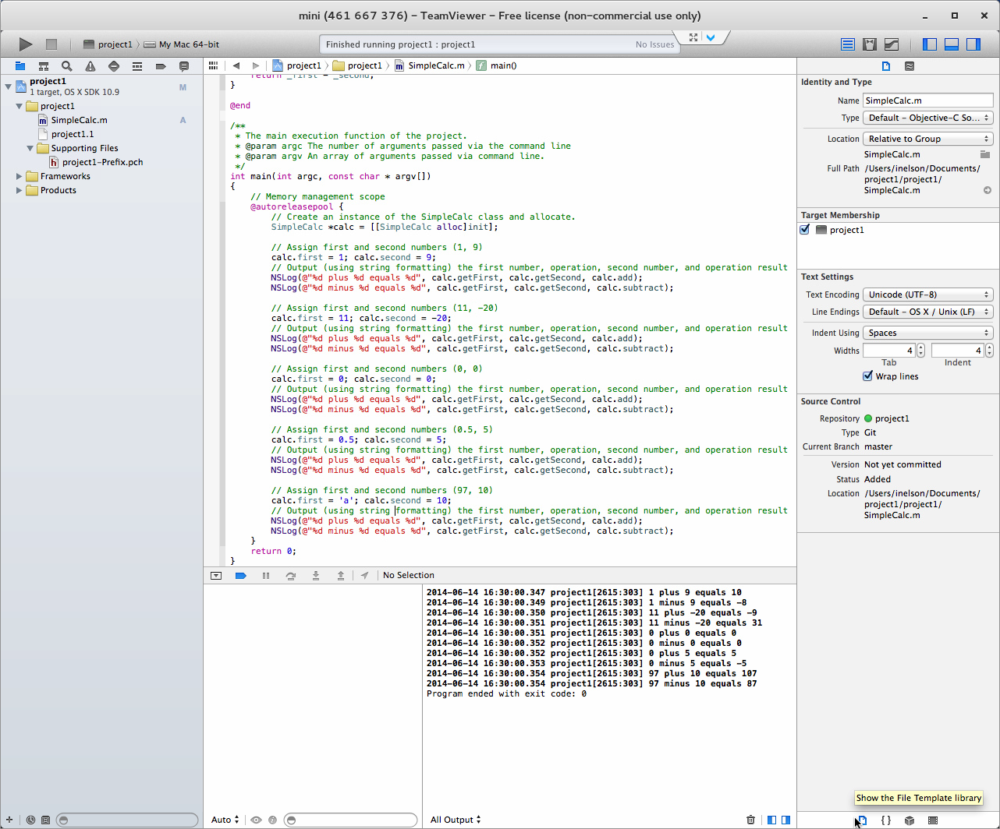 mini (461 667 376) – TeamViewer – Free license (non-commercial use only)
project1 My Mac 64-bit
Finished running project1 : project1 No Issues
project1 project1 SimpleCalc.m main()
project1 M
1 target, OS X SDK 10.9
project1
SimpleCalc.m A
project1.1
Supporting Files
project1-Prefix.pch
Frameworks
Products
return _first - _second;
}
@end
/**
* The main execution function of the project.
* @param argc The number of arguments passed via the command line
* @param argv An array of arguments passed via command line.
*/
int main(int argc, const char * argv[])
{
// Memory management scope
@autoreleasepool {
// Create an instance of the SimpleCalc class and allocate.
SimpleCalc *calc = [[SimpleCalc alloc]init];
// Assign first and second numbers (1, 9)
calc.first = 1; calc.second = 9;
// Output (using string formatting) the first number, operation, second number, and operation result
NSLog(@"%d plus %d equals %d", calc.getFirst, calc.getSecond, calc.add);
NSLog(@"%d minus %d equals %d", calc.getFirst, calc.getSecond, calc.subtract);
// Assign first and second numbers (11, -20)
calc.first = 11; calc.second = -20;
// Output (using string formatting) the first number, operation, second number, and operation result
NSLog(@"%d plus %d equals %d", calc.getFirst, calc.getSecond, calc.add);
NSLog(@"%d minus %d equals %d", calc.getFirst, calc.getSecond, calc.subtract);
// Assign first and second numbers (0, 0)
calc.first = 0; calc.second = 0;
// Output (using string formatting) the first number, operation, second number, and operation result
NSLog(@"%d plus %d equals %d", calc.getFirst, calc.getSecond, calc.add);
NSLog(@"%d minus %d equals %d", calc.getFirst, calc.getSecond, calc.subtract);
// Assign first and second numbers (0.5, 5)
calc.first = 0.5; calc.second = 5;
// Output (using string formatting) the first number, operation, second number, and operation result
NSLog(@"%d plus %d equals %d", calc.getFirst, calc.getSecond, calc.add);
NSLog(@"%d minus %d equals %d", calc.getFirst, calc.getSecond, calc.subtract);
// Assign first and second numbers (97, 10)
calc.first = 'a'; calc.second = 10;
// Output (using string formatting) the first number, operation, second number, and operation result
NSLog(@"%d plus %d equals %d", calc.getFirst, calc.getSecond, calc.add);
NSLog(@"%d minus %d equals %d", calc.getFirst, calc.getSecond, calc.subtract);
}
return 0;
}
No Selection
2014-06-14 16:30:00.347 project1[2615:303] 1 plus 9 equals 10
2014-06-14 16:30:00.349 project1[2615:303] 1 minus 9 equals -8
2014-06-14 16:30:00.350 project1[2615:303] 11 plus -20 equals -9
2014-06-14 16:30:00.351 project1[2615:303] 11 minus -20 equals 31
2014-06-14 16:30:00.351 project1[2615:303] 0 plus 0 equals 0
2014-06-14 16:30:00.352 project1[2615:303] 0 minus 0 equals 0
2014-06-14 16:30:00.352 project1[2615:303] 0 plus 5 equals 5
2014-06-14 16:30:00.353 project1[2615:303] 0 minus 5 equals -5
2014-06-14 16:30:00.354 project1[2615:303] 97 plus 10 equals 107
2014-06-14 16:30:00.354 project1[2615:303] 97 minus 10 equals 87
Program ended with exit code: 0
Auto
All Output
Identity and Type
Name SimpleCalc.m
Type Default - Objective-C So...
Location Relative to Group
SimpleCalc.m
Full Path /Users/inelson/Documents/
project1/project1/
SimpleCalc.m
Target Membership
project1
Text Settings
Text Encoding Unicode (UTF-8)
Line Endings Default - OS X / Unix (LF)
Indent Using Spaces
Widths 4 4
Tab Indent
Wrap lines
Source Control
Repository project1
Type Git
Current Branch master
Version Not yet committed
Status Added
Location /Users/inelson/Documents/
project1/project1/
SimpleCalc.m
Show the File Template library
{ }